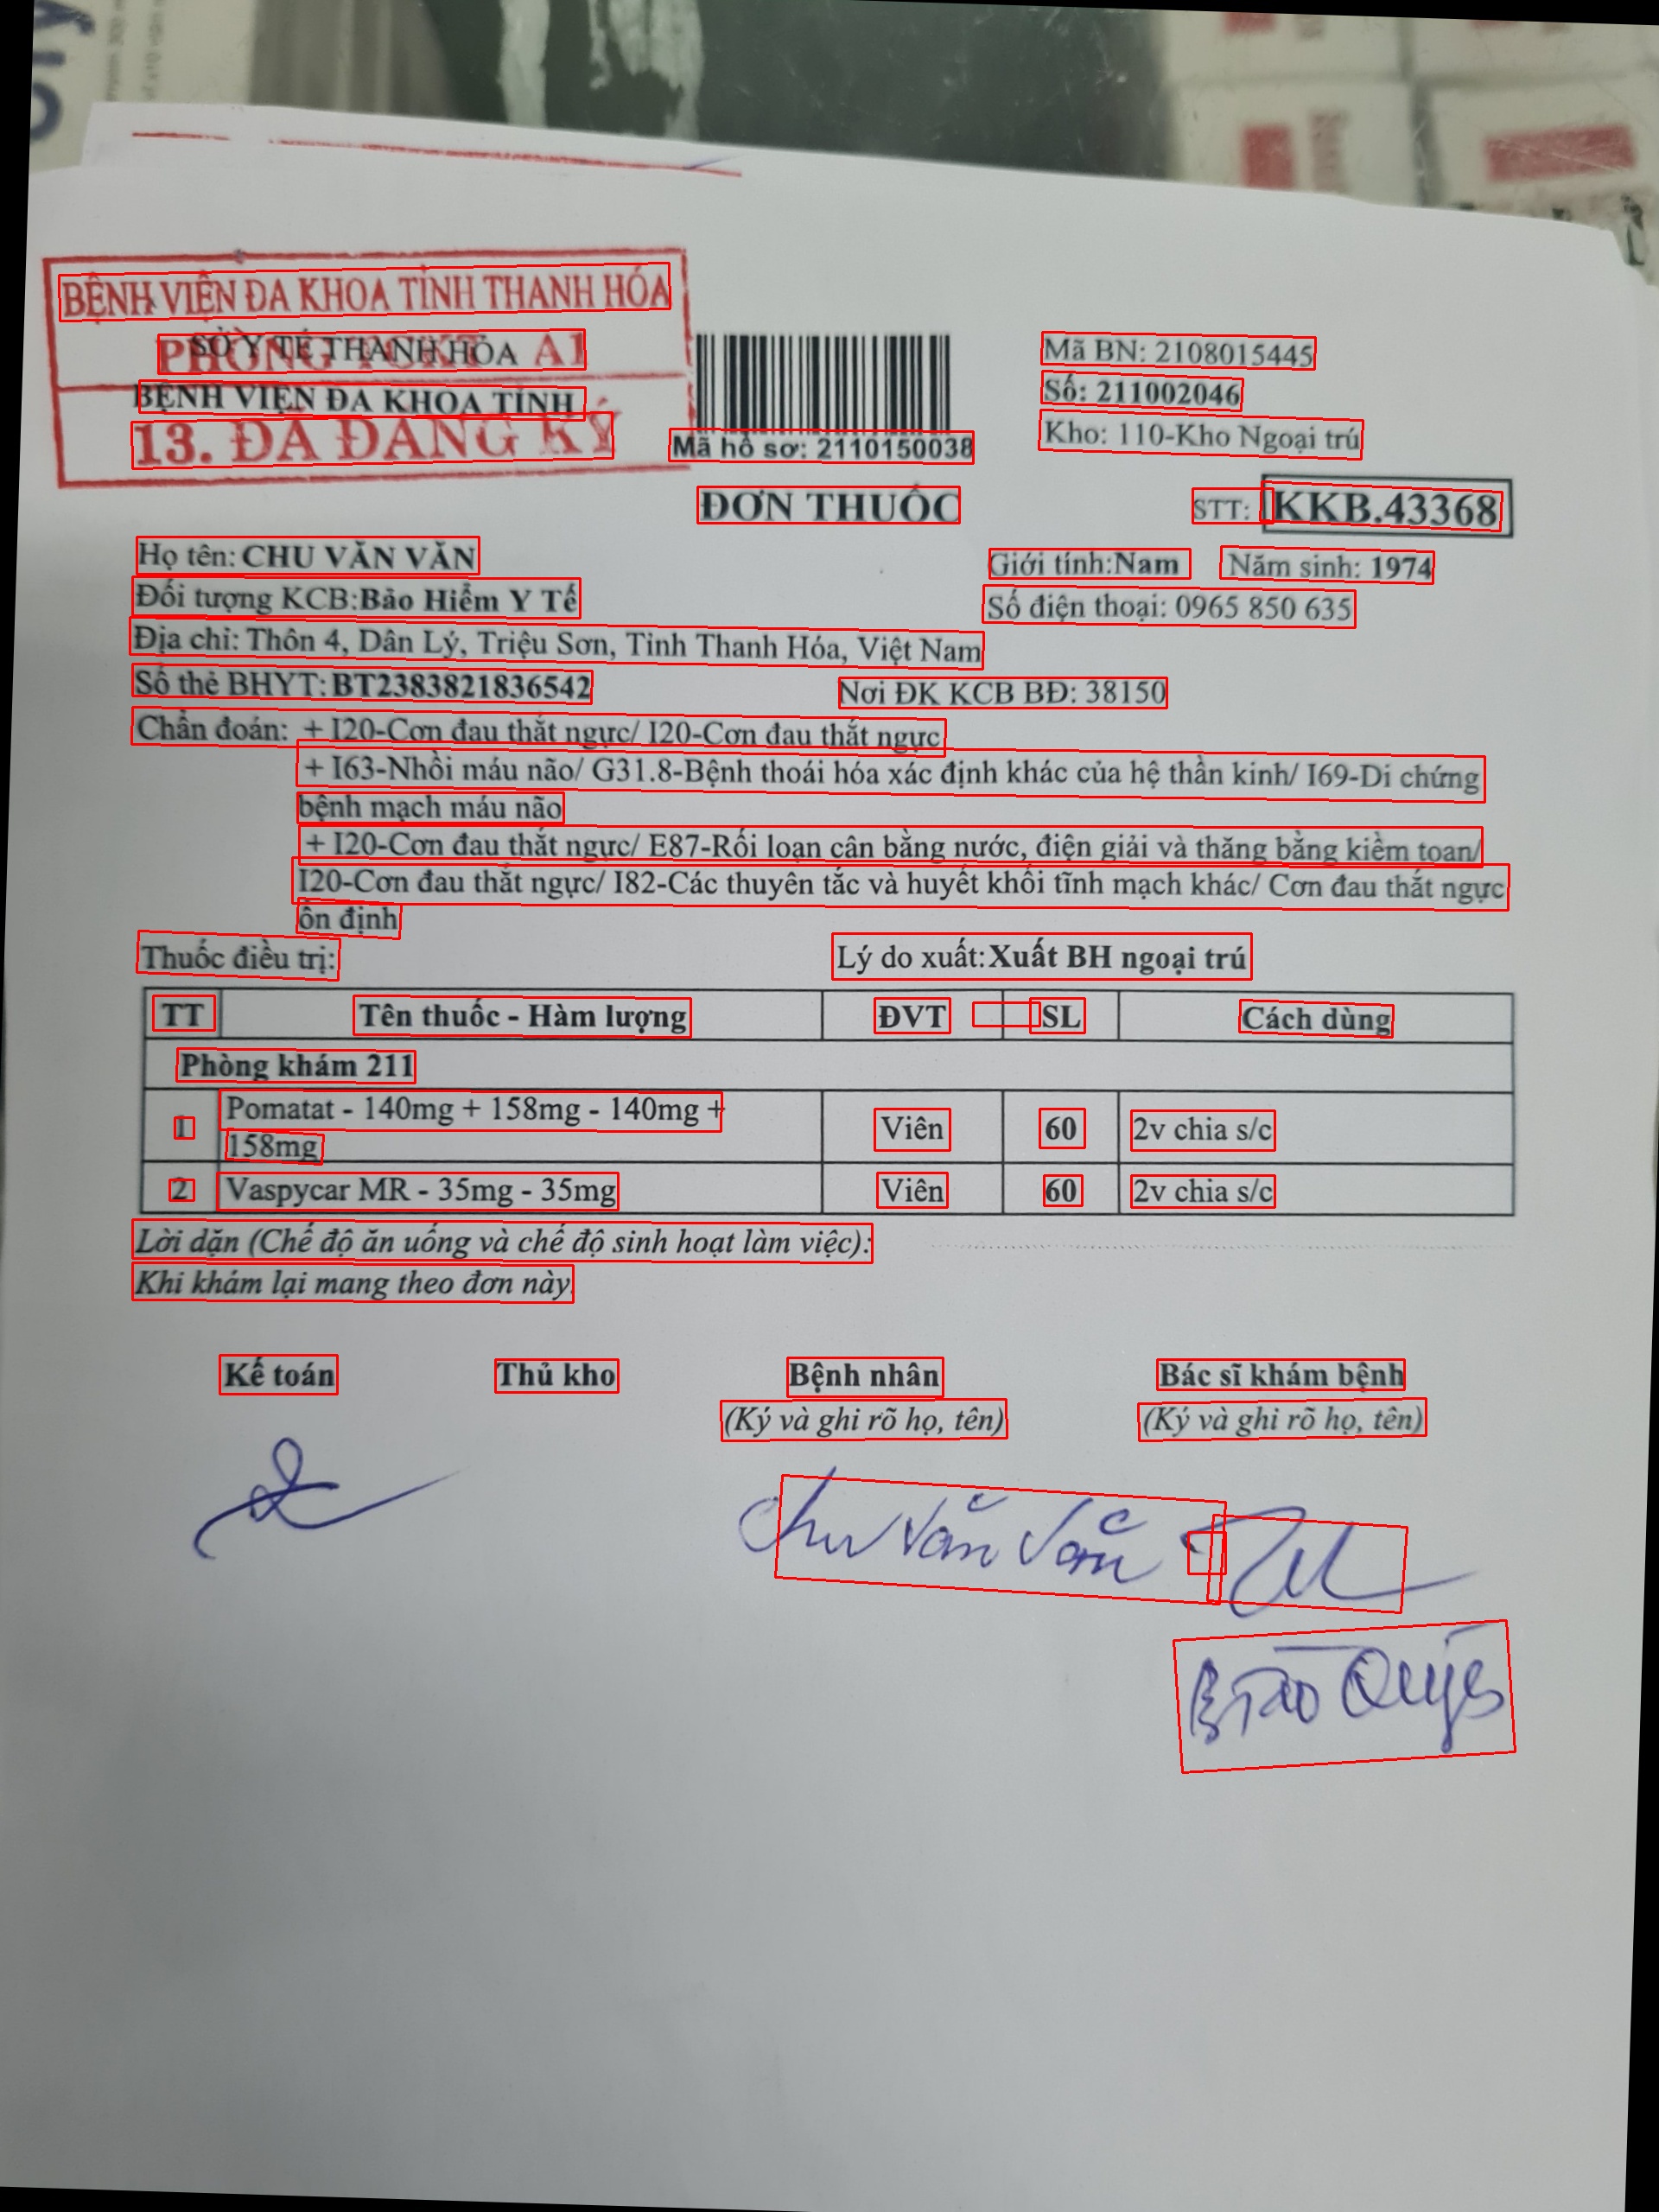 BỆNH VIỆN ĐA KHOA TỈNH THANH HÓA
PHÒNG A1
SỞ Y TẾ THANH HÓA
BỆNH VIỆN ĐA KHOA TỈNH
13. ĐÃ ĐĂNG KÝ
Mã hồ sơ: 2110150038
Mã BN: 2108015445
Số: 211002046
Kho: 110-Kho Ngoại trú
ĐƠN THUỐC
STT: KKB.43368
Họ tên: CHU VĂN VĂN Giới tính:Nam Năm sinh: 1974
Đối tượng KCB:Bảo Hiểm Y Tế Số điện thoại: 0965 850 635
Địa chỉ: Thôn 4, Dân Lý, Triệu Sơn, Tỉnh Thanh Hóa, Việt Nam
Số thẻ BHYT: BT2383821836542 Nơi ĐK KCB BĐ: 38150
Chẩn đoán: + I20-Cơn đau thắt ngực/ I20-Cơn đau thắt ngực
+ I63-Nhồi máu não/ G31.8-Bệnh thoái hóa xác định khác của hệ thần kinh/ I69-Di chứng
bệnh mạch máu não
+ I20-Cơn đau thắt ngực/ E87-Rối loạn cân bằng nước, điện giải và thăng bằng kiềm toan/
I20-Cơn đau thắt ngực/ I82-Các thuyên tắc và huyết khối tĩnh mạch khác/ Cơn đau thắt ngực
ổn định
Thuốc điều trị: Lý do xuất:Xuất BH ngoại trú
TT Tên thuốc - Hàm lượng ĐVT SL Cách dùng
Phòng khám 211
1 Pomatat - 140mg + 158mg - 140mg + Viên 60 2v chia s/c
158mg
2 Vaspycar MR - 35mg - 35mg Viên 60 2v chia s/c
Lời dặn (Chế độ ăn uống và chế độ sinh hoạt làm việc):
Khi khám lại mang theo đơn này.
Kế toán Thủ kho Bệnh nhân Bác sĩ khám bệnh
(Ký và ghi rõ họ, tên) (Ký và ghi rõ họ, tên)
Chu Văn Văn